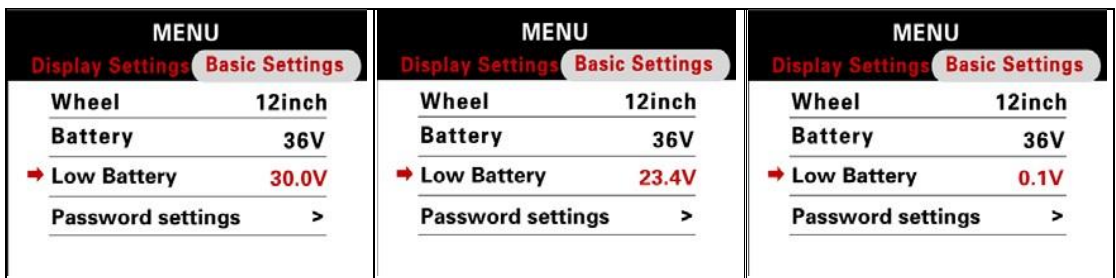 MENU
Display Settings Basic Settings
Wheel 12inch
Battery 36V
Low Battery 30.0V
Password settings >
MENU
Display Settings Basic Settings
Wheel 12inch
Battery 36V
Low Battery 23.4V
Password settings >
MENU
Display Settings Basic Settings
Wheel 12inch
Battery 36V
Low Battery 0.1V
Password settings >